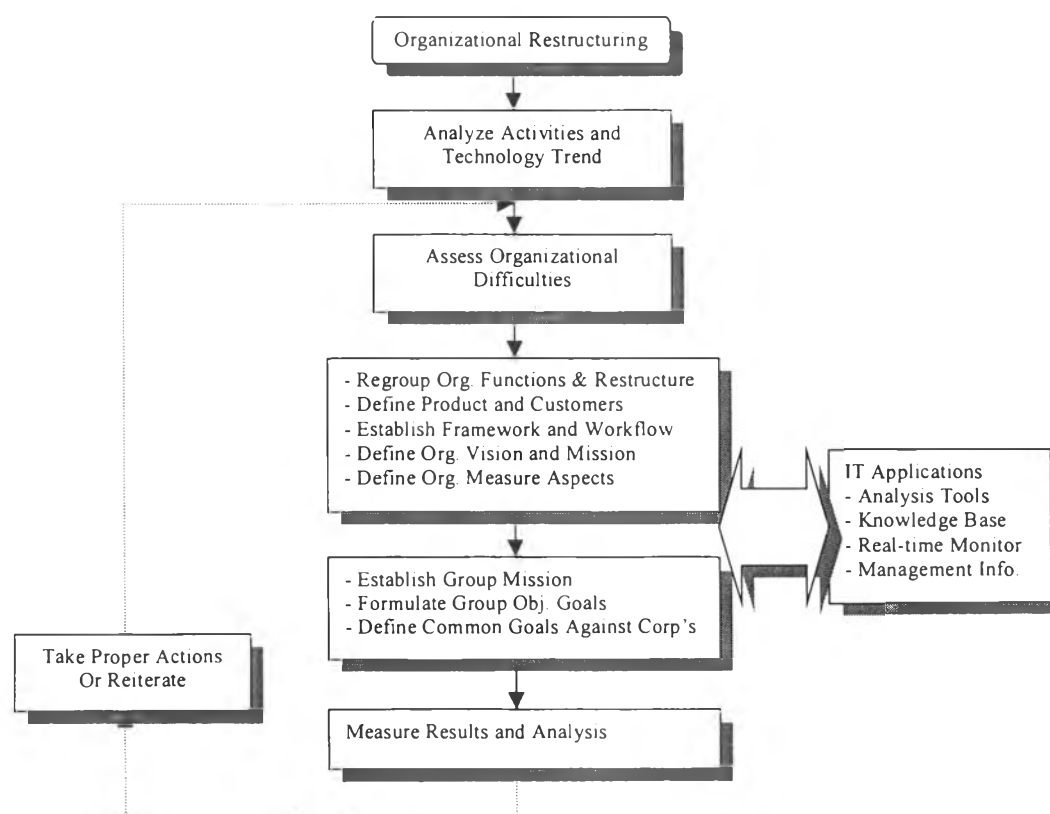 Organizational Restructuring
Analyze Activities and
Technology Trend
Assess Organizational
Difficulties
- Regroup Org. Functions & Restructure
- Define Product and Customers
- Establish Framework and Workflow
- Define Org. Vision and Mission
- Define Org. Measure Aspects
IT Applications
- Analysis Tools
- Knowledge Base
- Real-time Monitor
- Management Info.
- Establish Group Mission
- Formulate Group Obj. Goals
- Define Common Goals Against Corp's
Take Proper Actions
Or Reiterate
Measure Results and Analysis